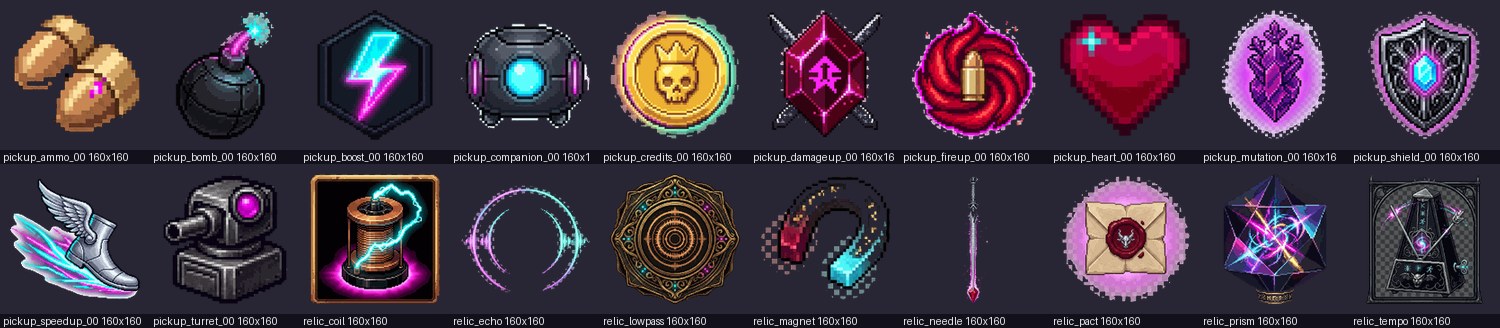 pickup_ammo_00 160x160
pickup_bomb_00 160x160
pickup_boost_00 160x160
pickup_companion_00 160x1
pickup_credits_00 160x160
pickup_damageup_00 160x16
pickup_fireup_00 160x160
pickup_heart_00 160x160
pickup_mutation_00 160x16
pickup_shield_00 160x160
pickup_speedup_00 160x160
pickup_turret_00 160x160
relic_coil 160x160
relic_echo 160x160
relic_lowpass 160x160
relic_magnet 160x160
relic_needle 160x160
relic_pact 160x160
relic_prism 160x160
relic_tempo 160x160